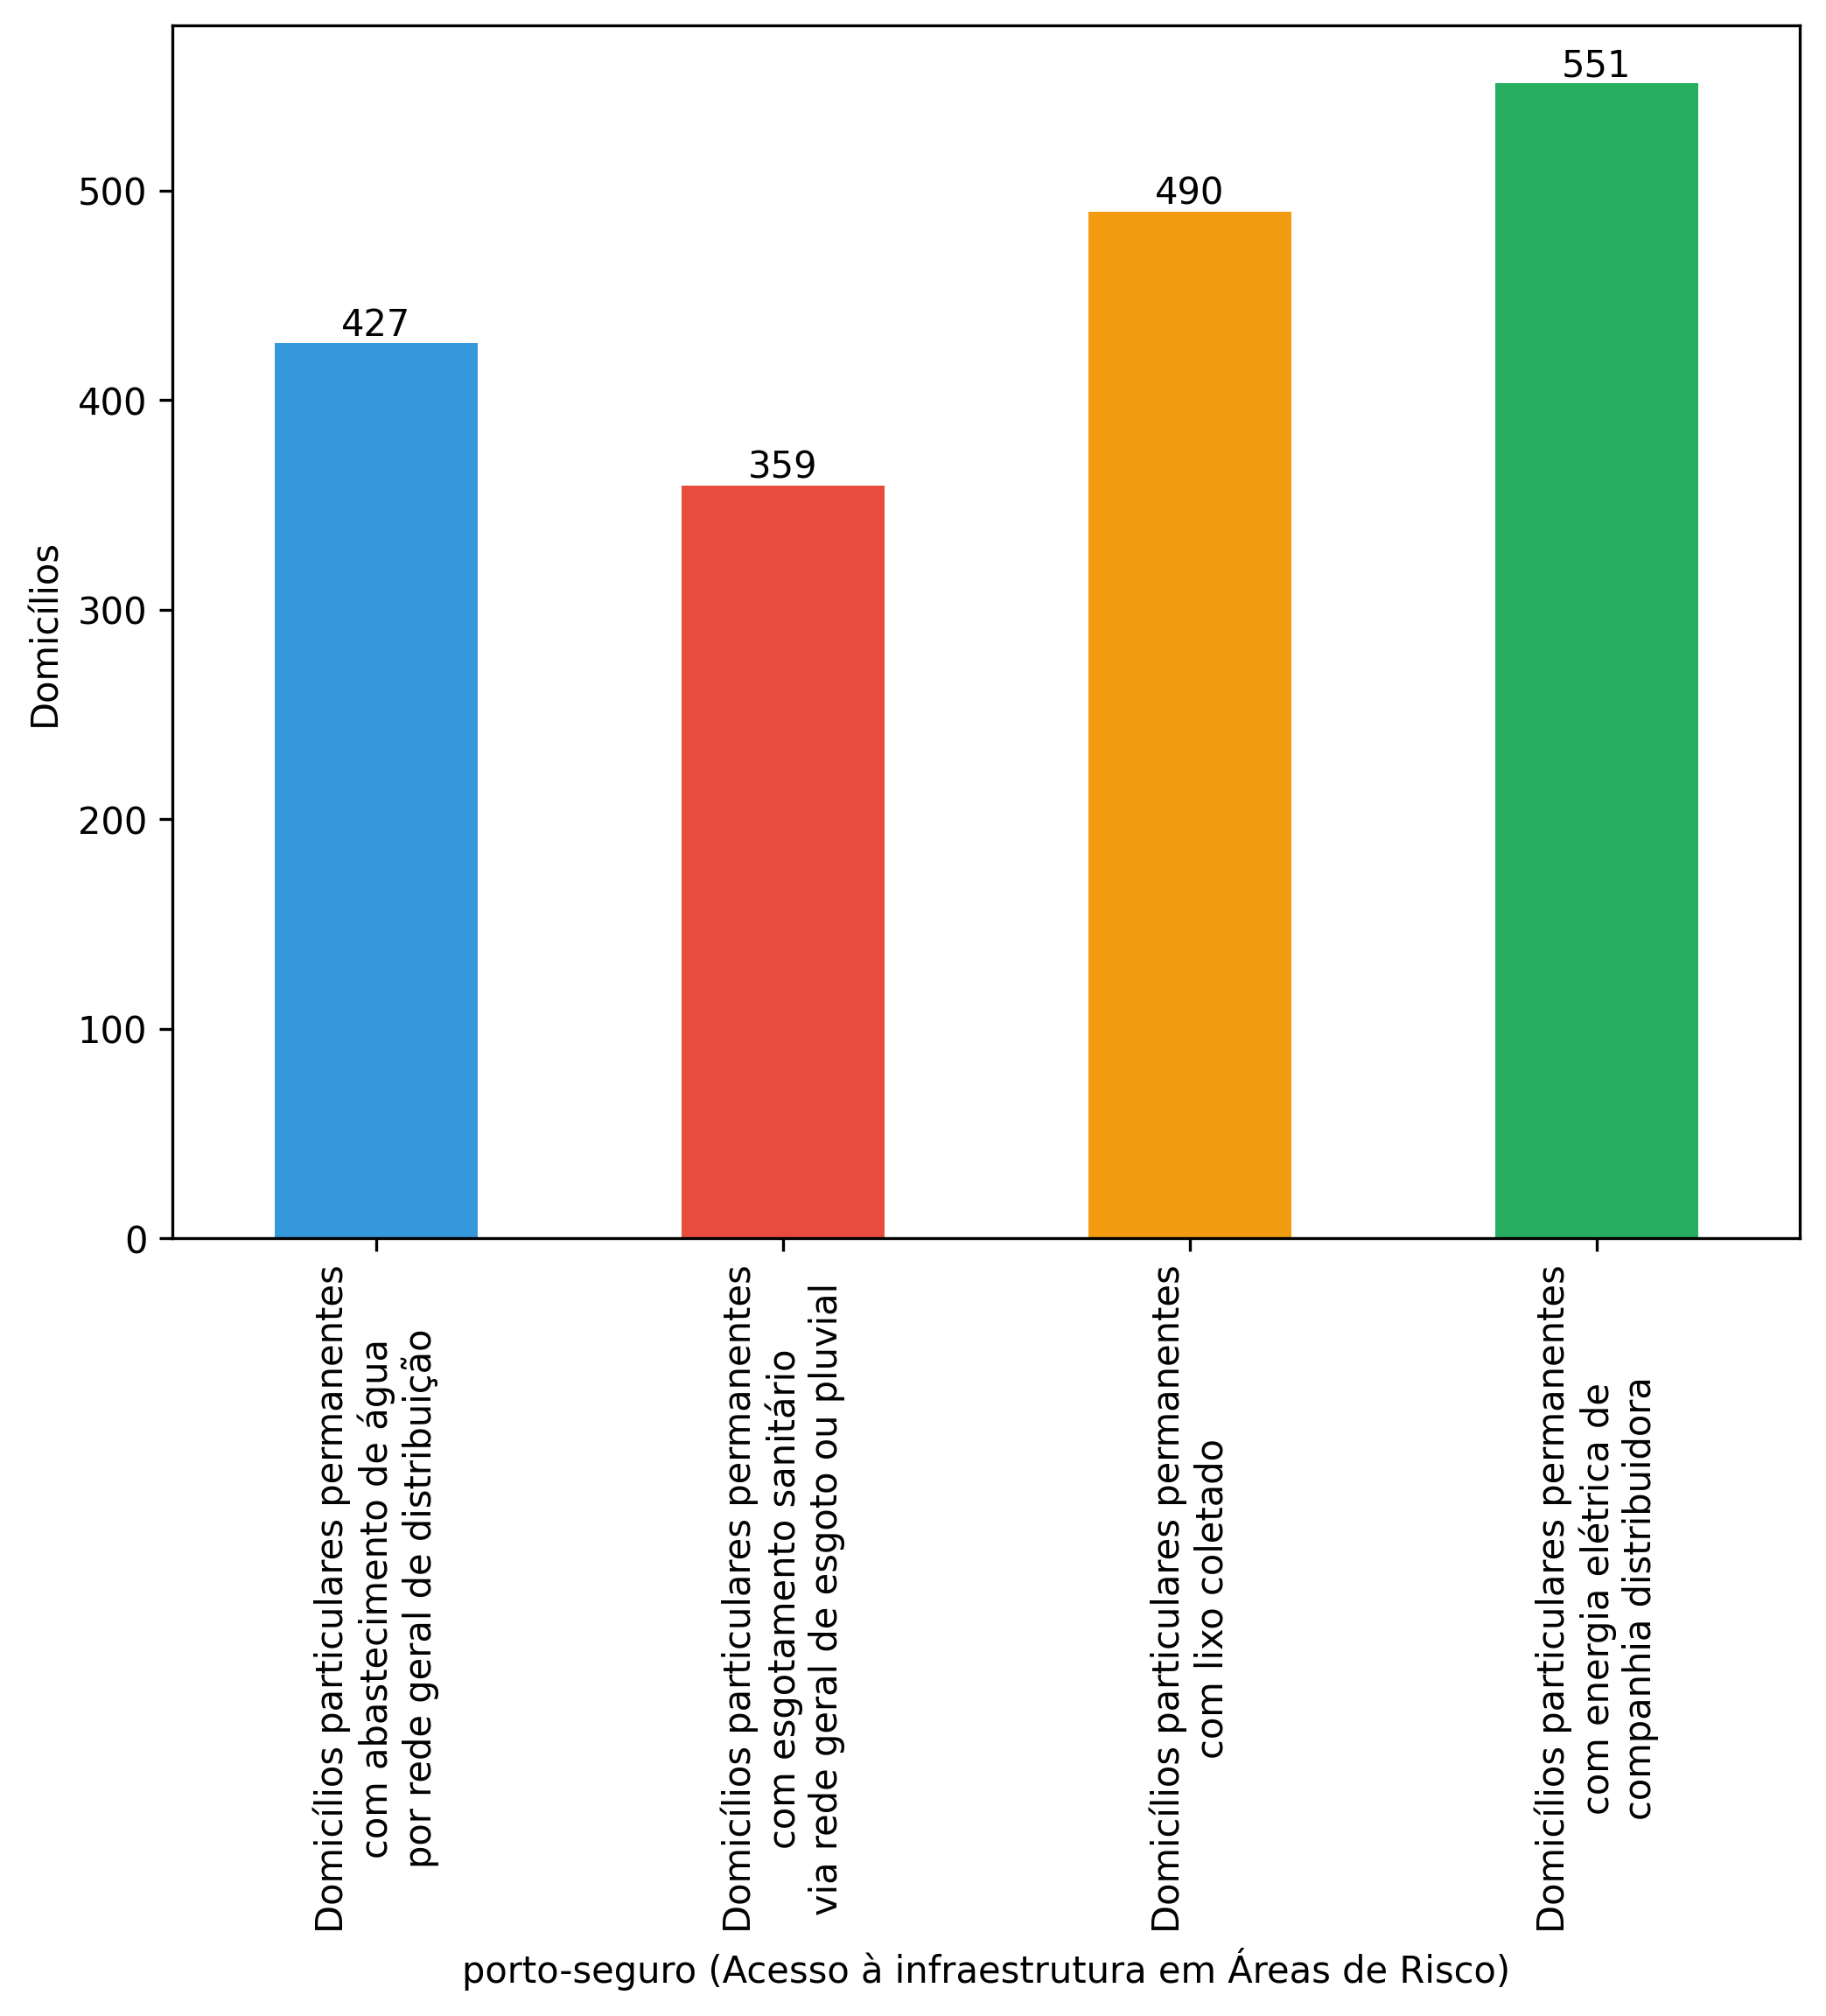 551
500
490
427
400
359
Domicílios
300
200
100
0
Domicílios particulares permanentes
com abastecimento de água
por rede geral de distribuição
Domicílios particulares permanentes
com esgotamento sanitário
via rede geral de esgoto ou pluvial
Domicílios particulares permanentes
com lixo coletado
Domicílios particulares permanentes
com energia elétrica de
companhia distribuidora
porto-seguro (Acesso à infraestrutura em Áreas de Risco)